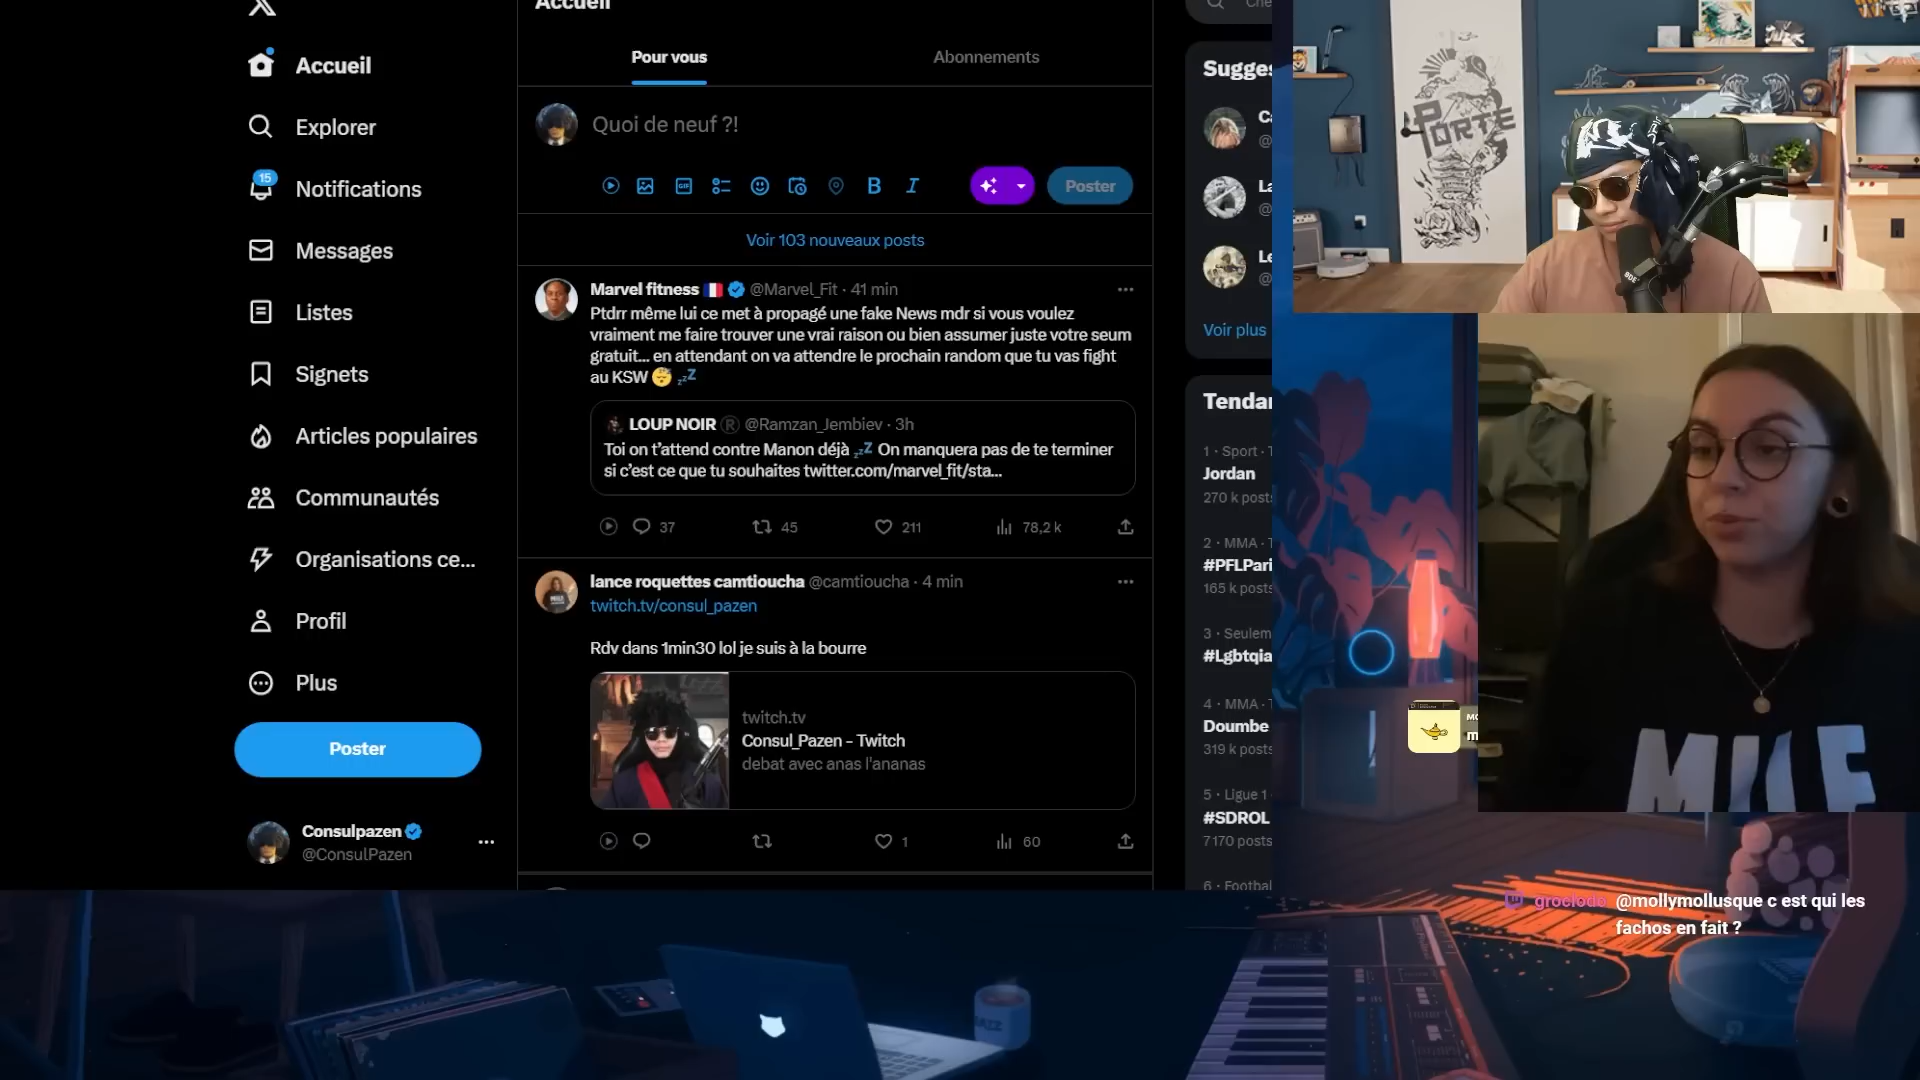 Accueil
Accueil
Explorer
15
Notifications
Messages
Listes
Signets
Articles populaires
Communautés
Organisations ce...
Profil
Plus
Poster
Consulpazen
@ConsulPazen
Pour vous
Abonnements
Quoi de neuf ?!
GIF
B I
Poster
Voir 103 nouveaux posts
Marvel fitness @Marvel_Fit · 41 min
Ptdrr même lui ce met à propagé une fake News mdr si vous voulez
vraiment me faire trouver une vrai raison ou bien assumer juste votre seum
gratuit... en attendant on va attendre le prochain random que tu vas fight
au KSW
LOUP NOIR @Ramzan_Jembiev · 3h
Toi on t’attend contre Manon déjà 💤 On manquera pas de te terminer
si c’est ce que tu souhaites twitter.com/marvel_fit/sta...
37
45
211
78,2 k
lance roquettes camtioucha @camtioucha · 4 min
twitch.tv/consul_pazen
Rdv dans 1min30 lol je suis à la bourre
twitch.tv
Consul_Pazen - Twitch
debat avec anas l'ananas
1
60
Che
Sugges
Voir plus
Tendan
1 · Sport · T
Jordan
270 k posts
2 · MMA · T
#PFLPari
165 k posts
3 · Seulem
#Lgbtqia
4 · MMA · T
Doumbe
319 k posts
5 · Ligue 1 ·
#SDROL
7 170 posts
6 · Footbal
PORTE
MILF
groclodo @mollymollusque c est qui les
fachos en fait ?